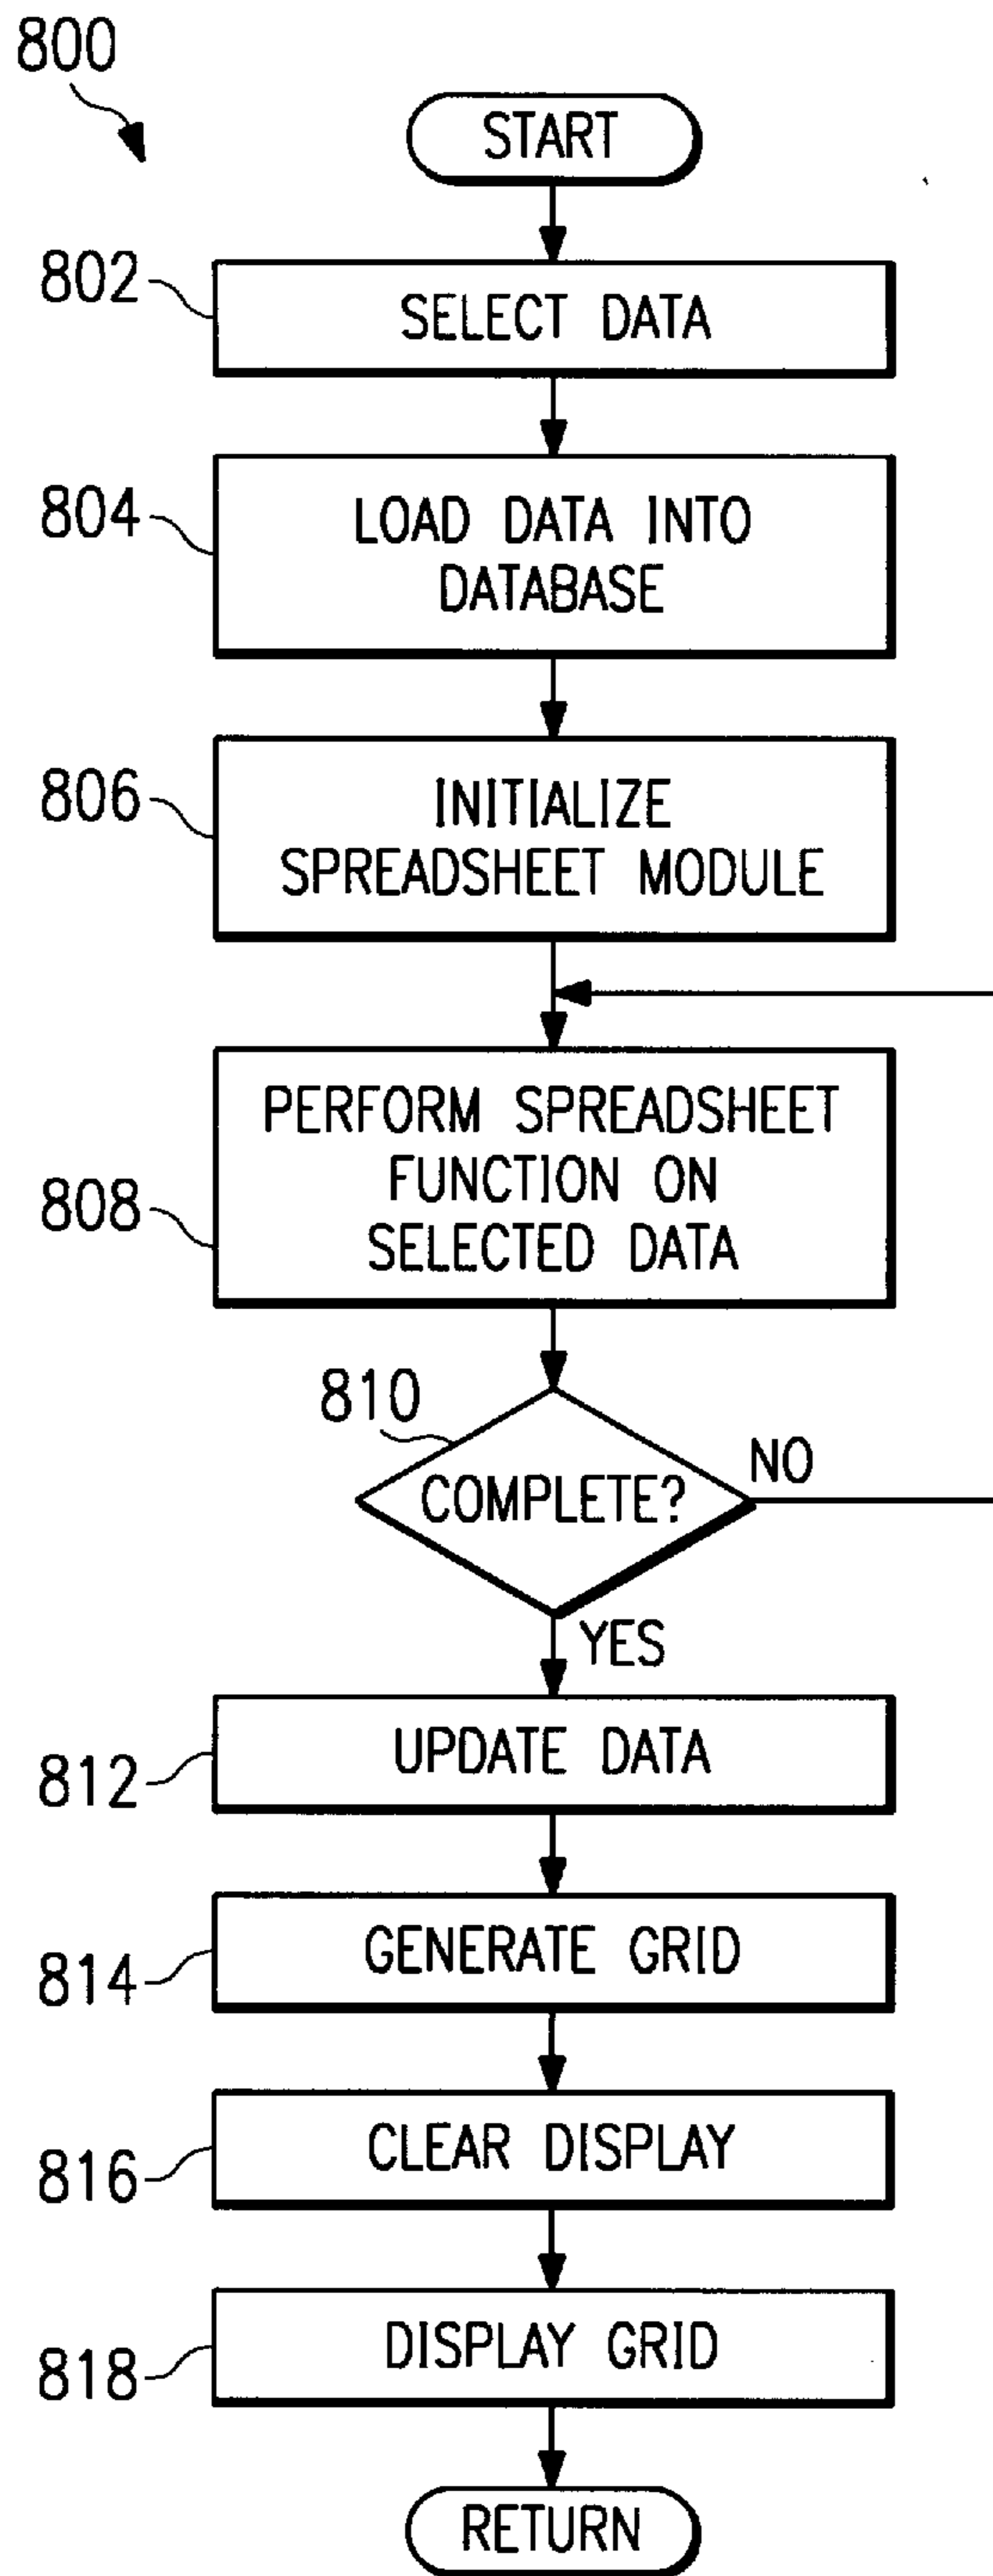 800
START
802
SELECT DATA
804
LOAD DATA INTO
DATABASE
806
INITIALIZE
SPREADSHEET MODULE
PERFORM SPREADSHEET
FUNCTION ON
808
SELECTED DATA
810
COMPLETE?
NO
YES
812
UPDATE DATA
814
GENERATE GRID
816
CLEAR DISPLAY
818
DISPLAY GRID
RETURN